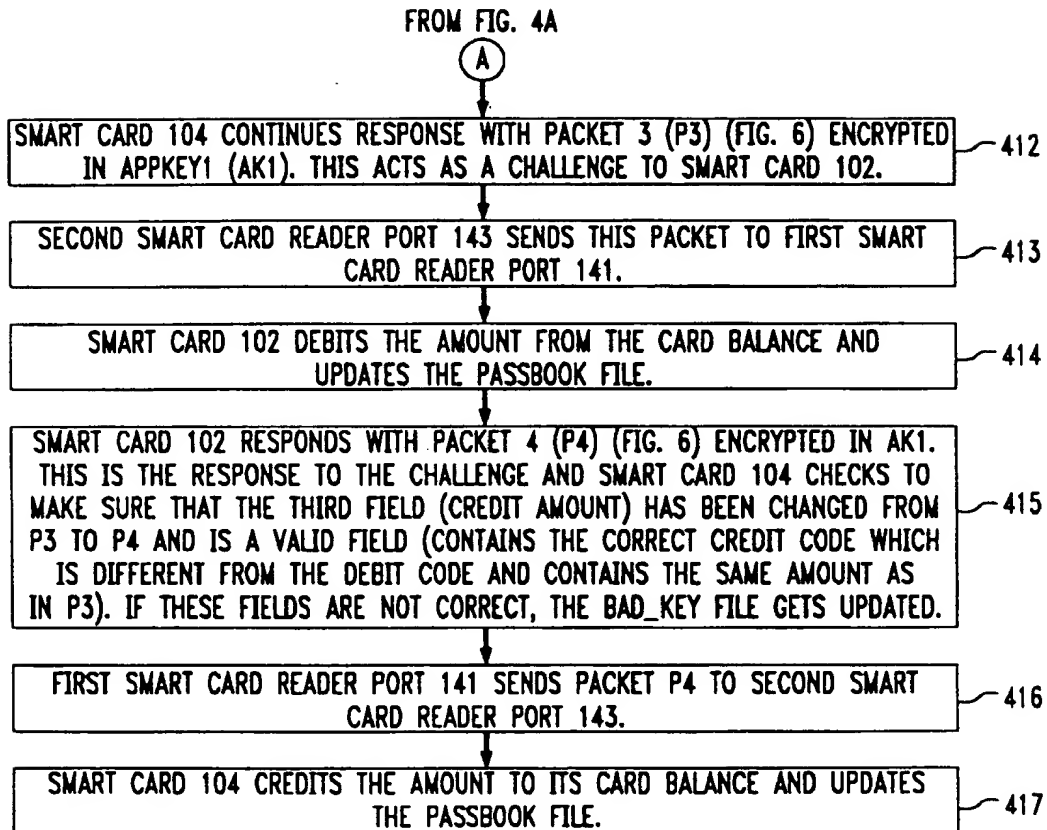 FROM FIG. 4A
A
SMART CARD 104 CONTINUES RESPONSE WITH PACKET 3 (P3) (FIG. 6) ENCRYPTED
IN APPKEY1 (AK1). THIS ACTS AS A CHALLENGE TO SMART CARD 102.
412
SECOND SMART CARD READER PORT 143 SENDS THIS PACKET TO FIRST SMART
CARD READER PORT 141.
413
SMART CARD 102 DEBITS THE AMOUNT FROM THE CARD BALANCE AND
UPDATES THE PASSBOOK FILE.
414
SMART CARD 102 RESPONDS WITH PACKET 4 (P4) (FIG. 6) ENCRYPTED IN AK1.
THIS IS THE RESPONSE TO THE CHALLENGE AND SMART CARD 104 CHECKS TO
MAKE SURE THAT THE THIRD FIELD (CREDIT AMOUNT) HAS BEEN CHANGED FROM
P3 TO P4 AND IS A VALID FIELD (CONTAINS THE CORRECT CREDIT CODE WHICH
IS DIFFERENT FROM THE DEBIT CODE AND CONTAINS THE SAME AMOUNT AS
IN P3). IF THESE FIELDS ARE NOT CORRECT, THE BAD_KEY FILE GETS UPDATED.
415
FIRST SMART CARD READER PORT 141 SENDS PACKET P4 TO SECOND SMART
CARD READER PORT 143.
416
SMART CARD 104 CREDITS THE AMOUNT TO ITS CARD BALANCE AND UPDATES
THE PASSBOOK FILE.
417